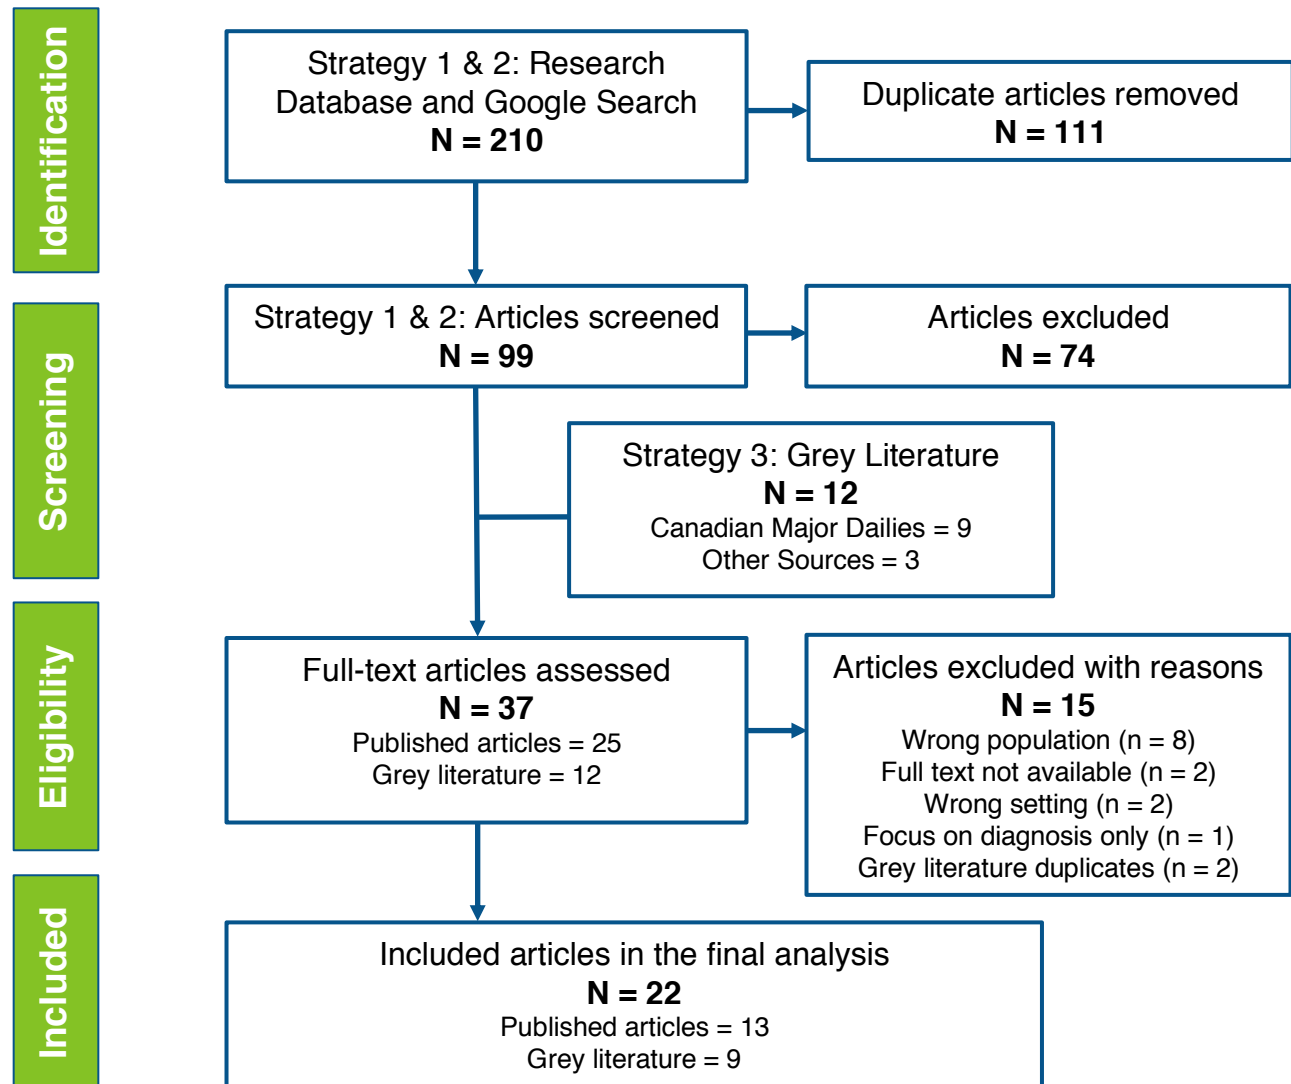 Identification
Strategy 1 & 2: Research
Database and Google Search
N = 210
Duplicate articles removed
N = 111
Screening
Strategy 1 & 2: Articles screened
N = 99
Articles excluded
N = 74
Strategy 3: Grey Literature
N = 12
Canadian Major Dailies = 9
Other Sources = 3
Eligibility
Full-text articles assessed
N = 37
Published articles = 25
Grey literature = 12
Articles excluded with reasons
N = 15
Wrong population (n = 8)
Full text not available (n = 2)
Wrong setting (n = 2)
Focus on diagnosis only (n = 1)
Grey literature duplicates (n = 2)
Included
Included articles in the final analysis
N = 22
Published articles = 13
Grey literature = 9